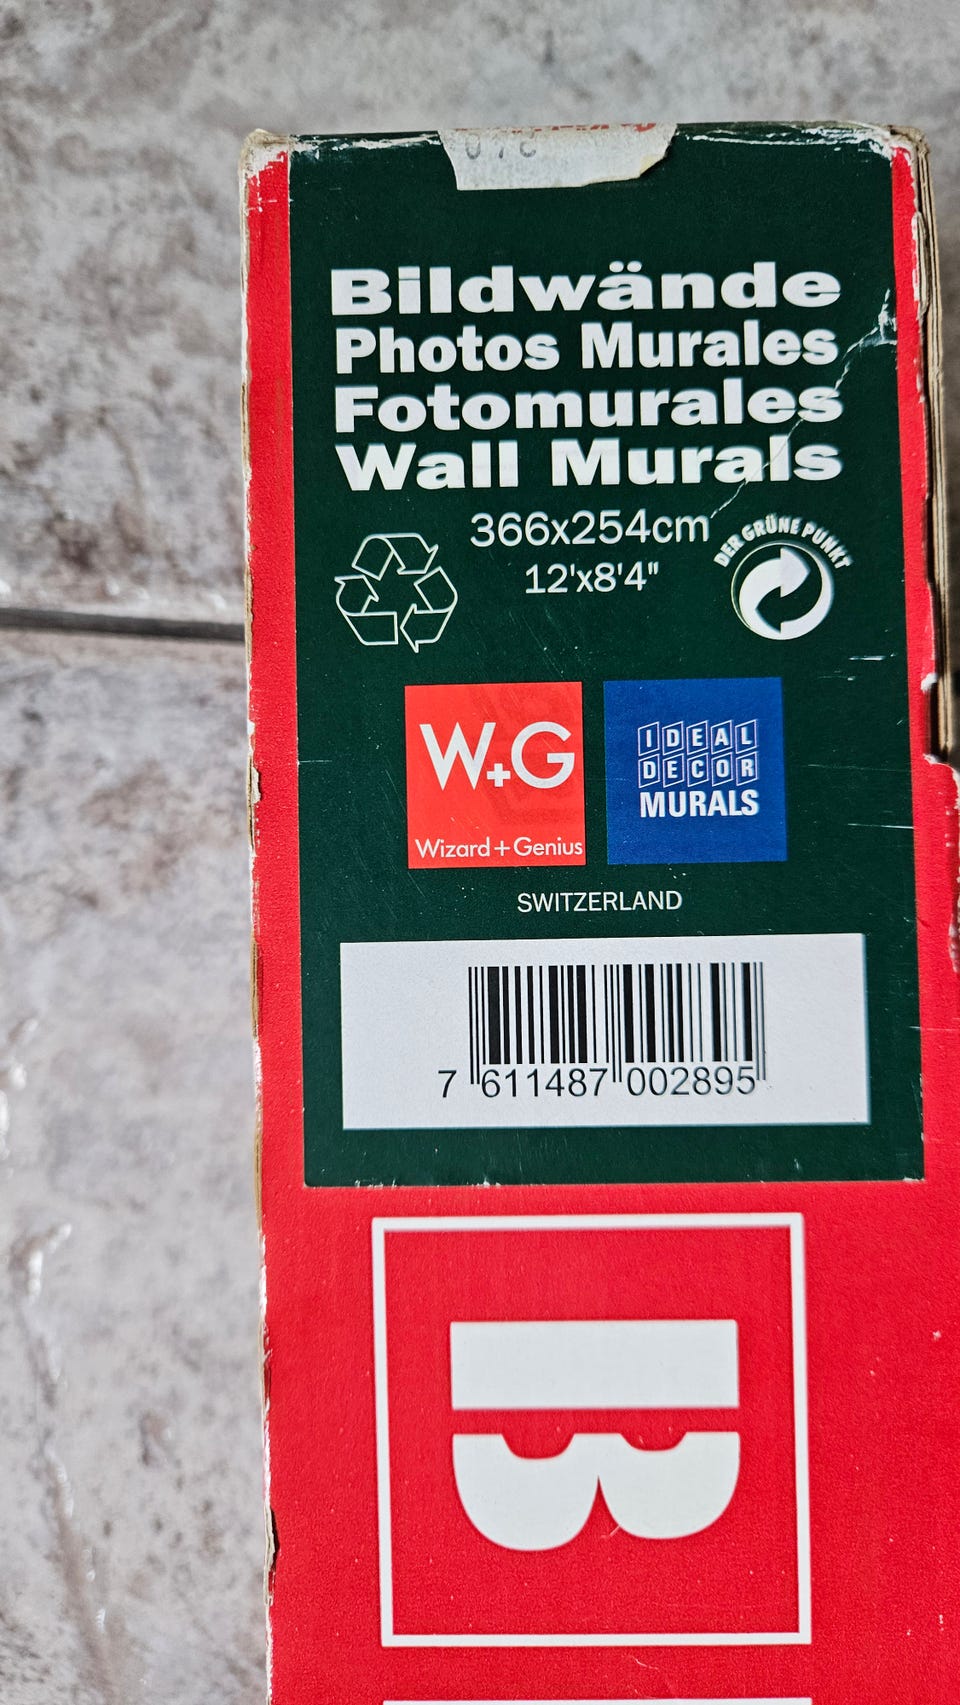 Bildwände
Photos Murales
Fotomurales
Wall Murals
366x254cm
12'x8'4"
DER GRÜNE PUNKT
W+G
Wizard+Genius
IDEAL
DECOR
MURALS
SWITZERLAND
7 611487 002895
B